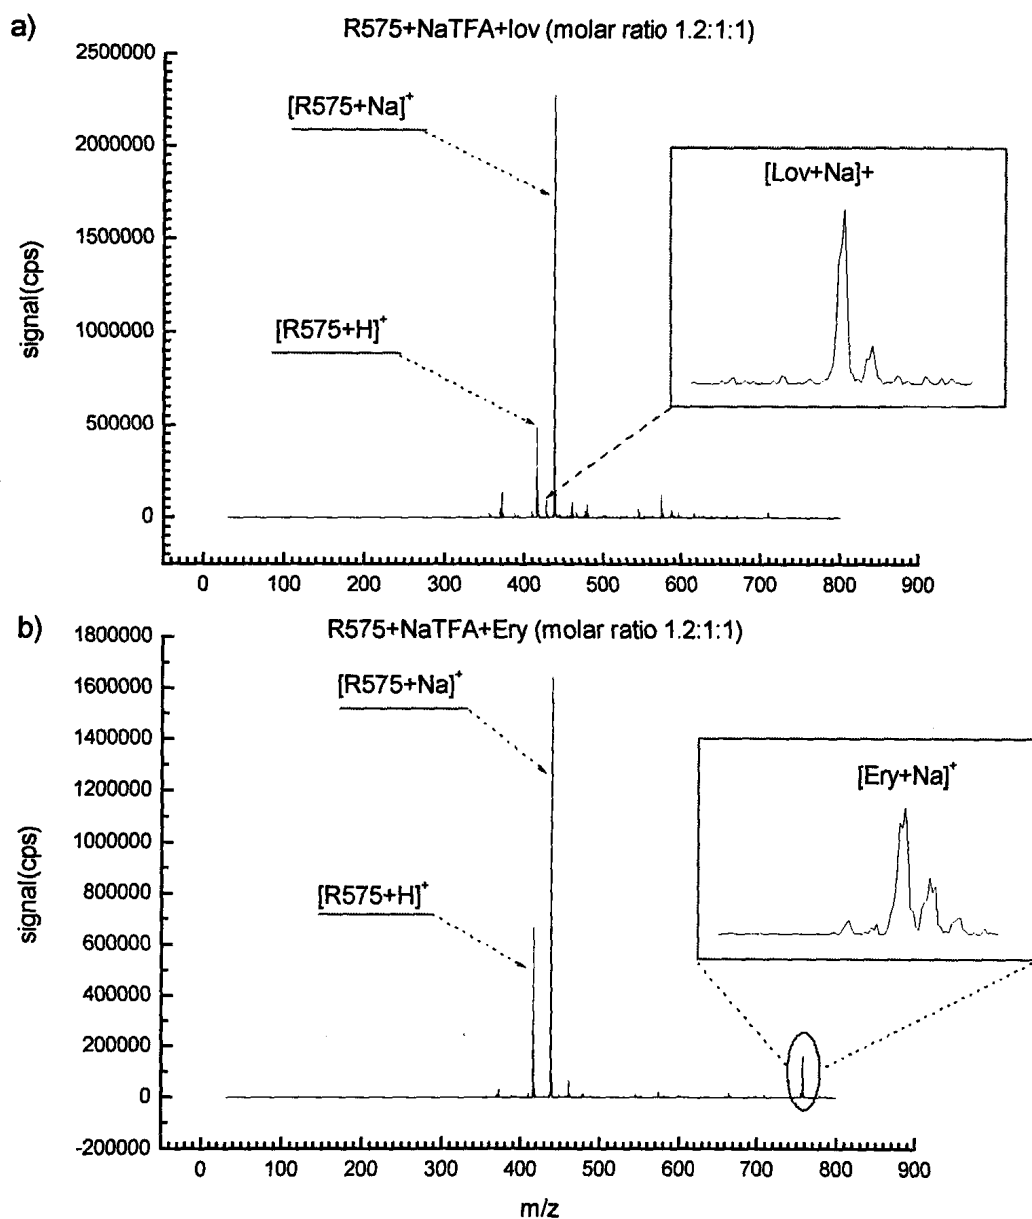 a)
R575+NaTFA+lov (molar ratio 1.2:1:1)
2500000
2000000
1500000
1000000
500000
0
signal(cps)
[R575+Na]+
[R575+H]+
[Lov+Na]+
0 100 200 300 400 500 600 700 800 900
b)
R575+NaTFA+Ery (molar ratio 1.2:1:1)
1800000
1600000
1400000
1200000
1000000
800000
600000
400000
200000
0
-200000
signal(cps)
[R575+Na]+
[R575+H]+
[Ery+Na]+
0 100 200 300 400 500 600 700 800 900
m/z